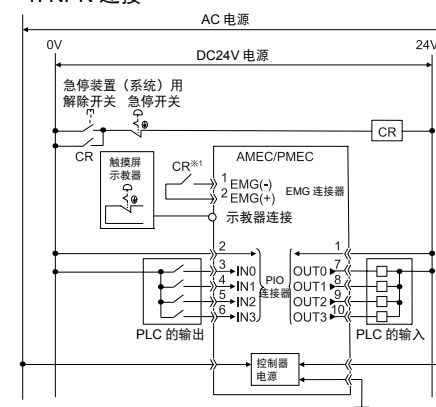 AC 电源
0V
24V
DC24V 电源
急停装置（系统）用
解除开关 急停开关
CR
CR
触摸屏
示教器
CR※1
AMEC/PMEC
1 EMG(-)
2 EMG(+)
EMG 连接器
示教器连接
2
1
3 IN0
4 IN1
5 IN2
6 IN3
PIO
连接器
OUT0 7
OUT1 8
OUT2 9
OUT3 10
PLC 的输出
PLC 的输入
控制器
电源